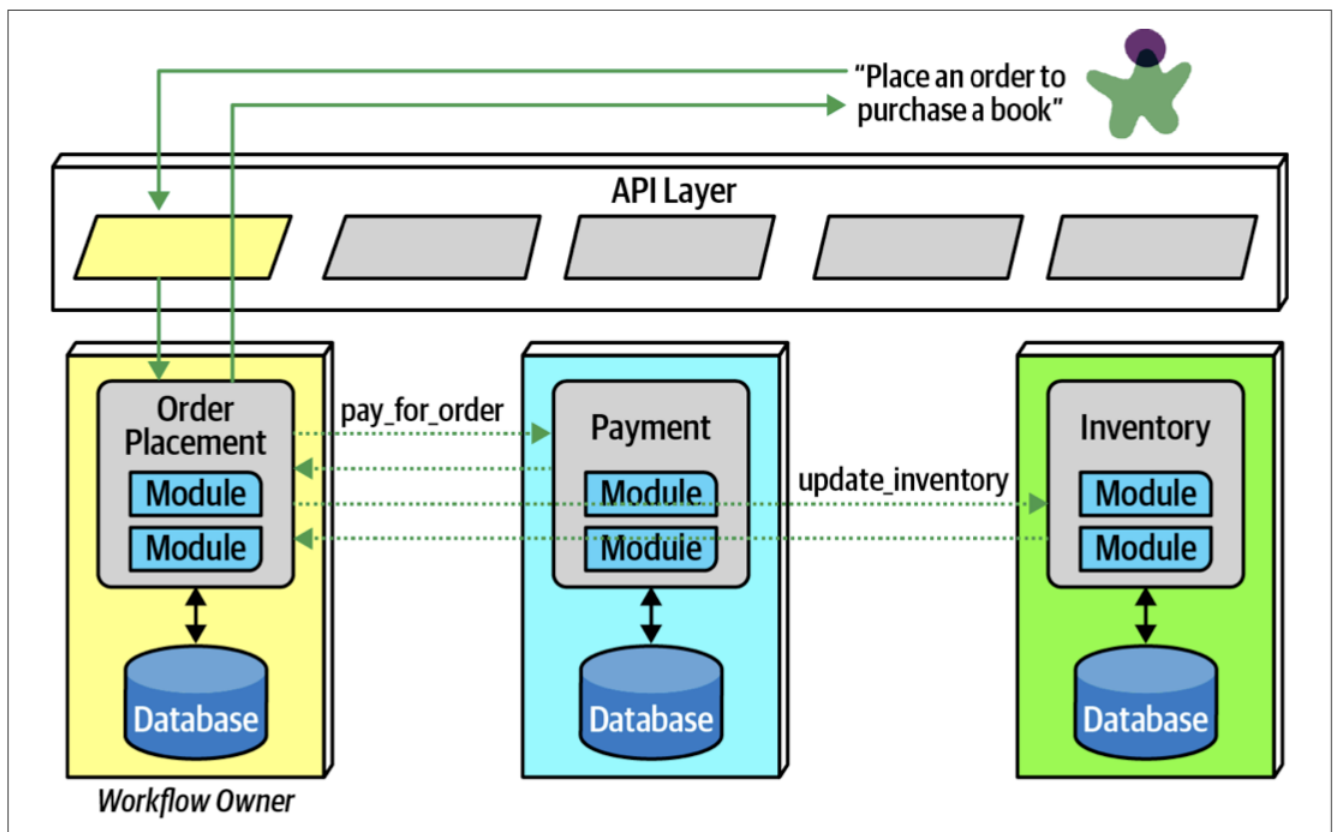 “Place an order to
purchase a book”
API Layer
Order
Placement
Module
Module
Database
Workflow Owner
pay_for_order
Payment
Module
Module
Database
update_inventory
Inventory
Module
Module
Database